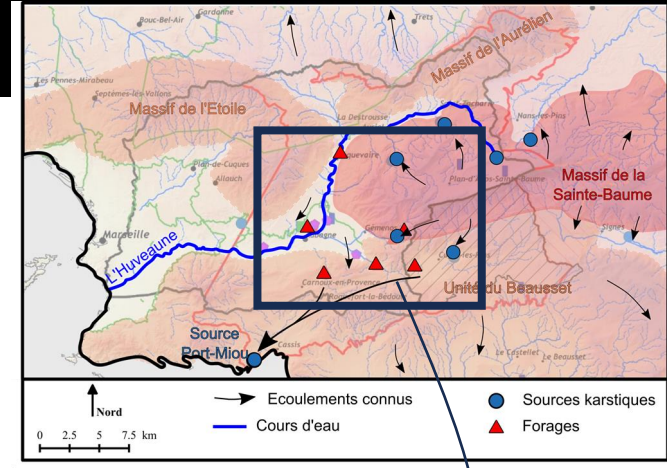 Gardanne
Bouc-Bel-Air
Trets
Massif de l'Aurélien
Les Pennes-Mirabeau
Septèmes-les-Vallons
Massif de l'Etoile
La Destrousse
Nans-les-Pins
Plan-de-Cuques
Allauch
Plan-d'Aups-Sainte-Baume
Massif de la
Sainte-Baume
Marseille
L'Huveaune
Signes
Carnoux-en-Provence
Roquefort-la-Bédoule
Unité du Beausset
Source
Port-Miou
Cassis
Le Castellet
Le Beausset
Nord
0 2.5 5 7.5 km
Ecoulements connus
Cours d'eau
Sources karstiques
Forages